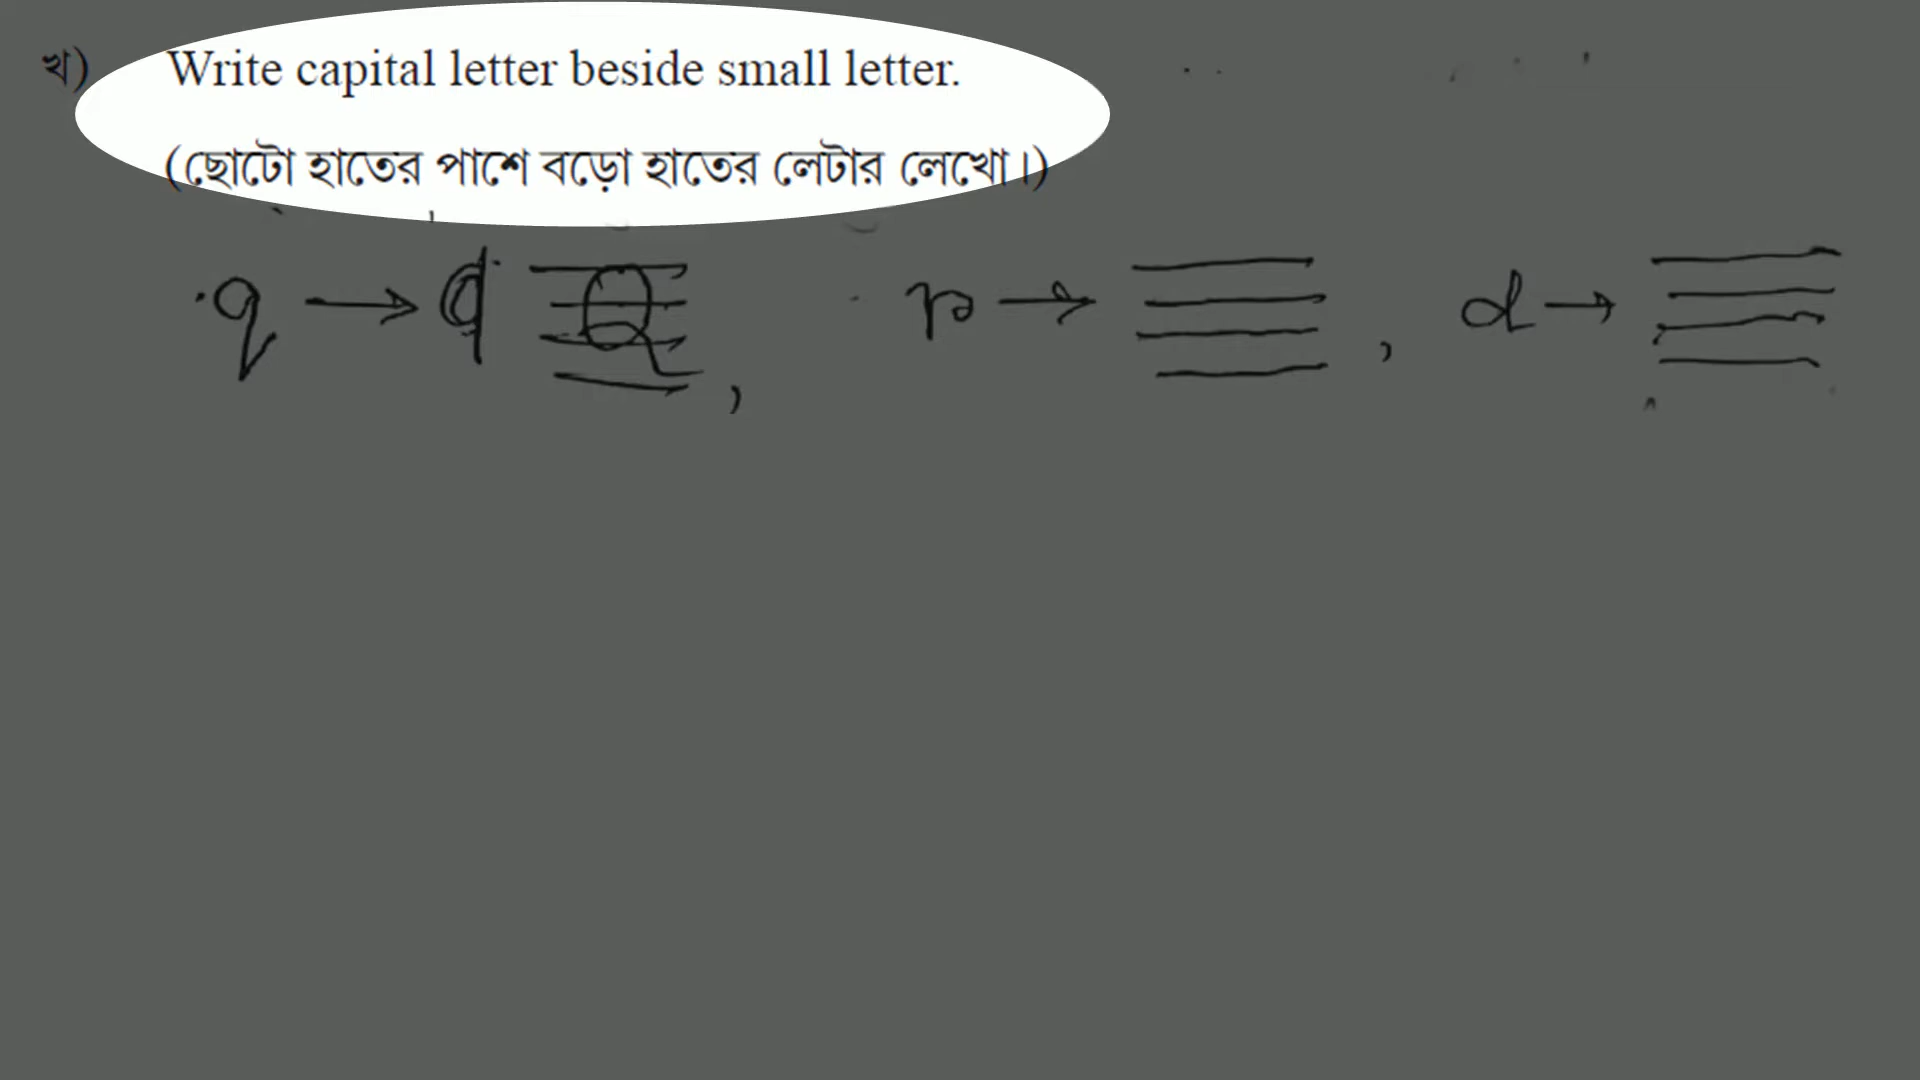 খ) Write capital letter beside small letter.
(ছোটো হাতের পাশে বড়ো হাতের লেটার লেখো।)
q → q Q , → , d →